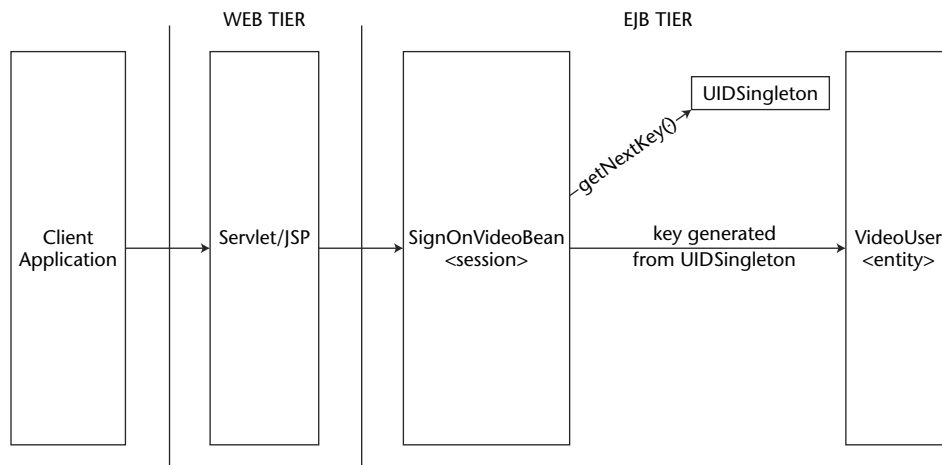 WEB TIER
EJB TIER
UIDSingleton
getNextKey()
Client
Application
Servlet/JSP
SignOnVideoBean
<session>
key generated
from UIDSingleton
VideoUser
<entity>